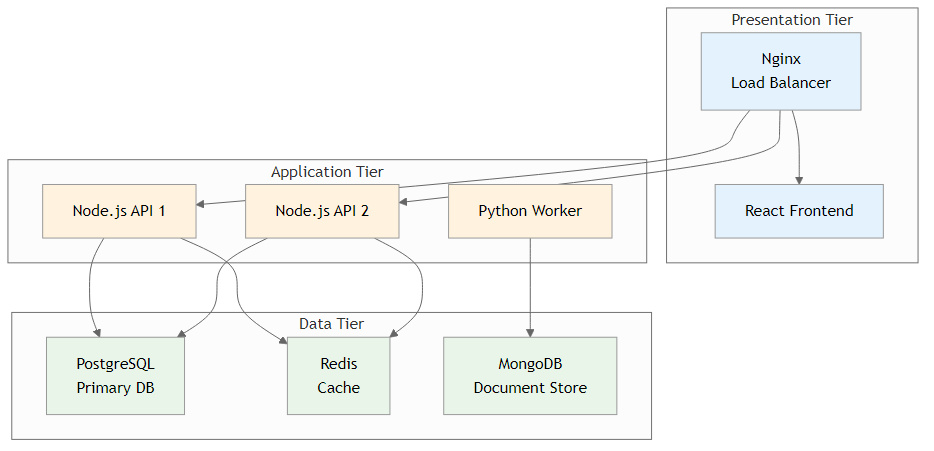 Presentation Tier
Nginx
Load Balancer
React Frontend
Application Tier
Node.js API 1
Node.js API 2
Python Worker
Data Tier
PostgreSQL
Primary DB
Redis
Cache
MongoDB
Document Store